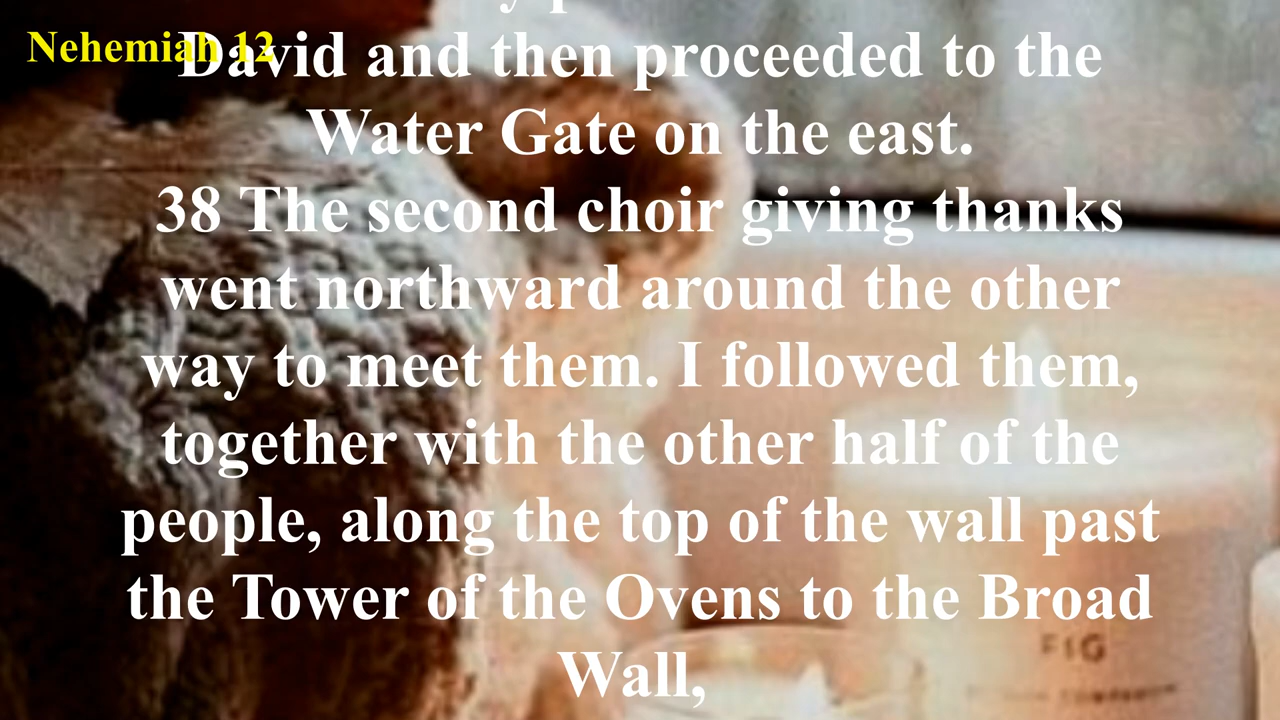 Nehemiah 12
David and then proceeded to the
Water Gate on the east.
38 The second choir giving thanks
went northward around the other
way to meet them. I followed them,
together with the other half of the
people, along the top of the wall past
the Tower of the Ovens to the Broad
Wall,
FIG